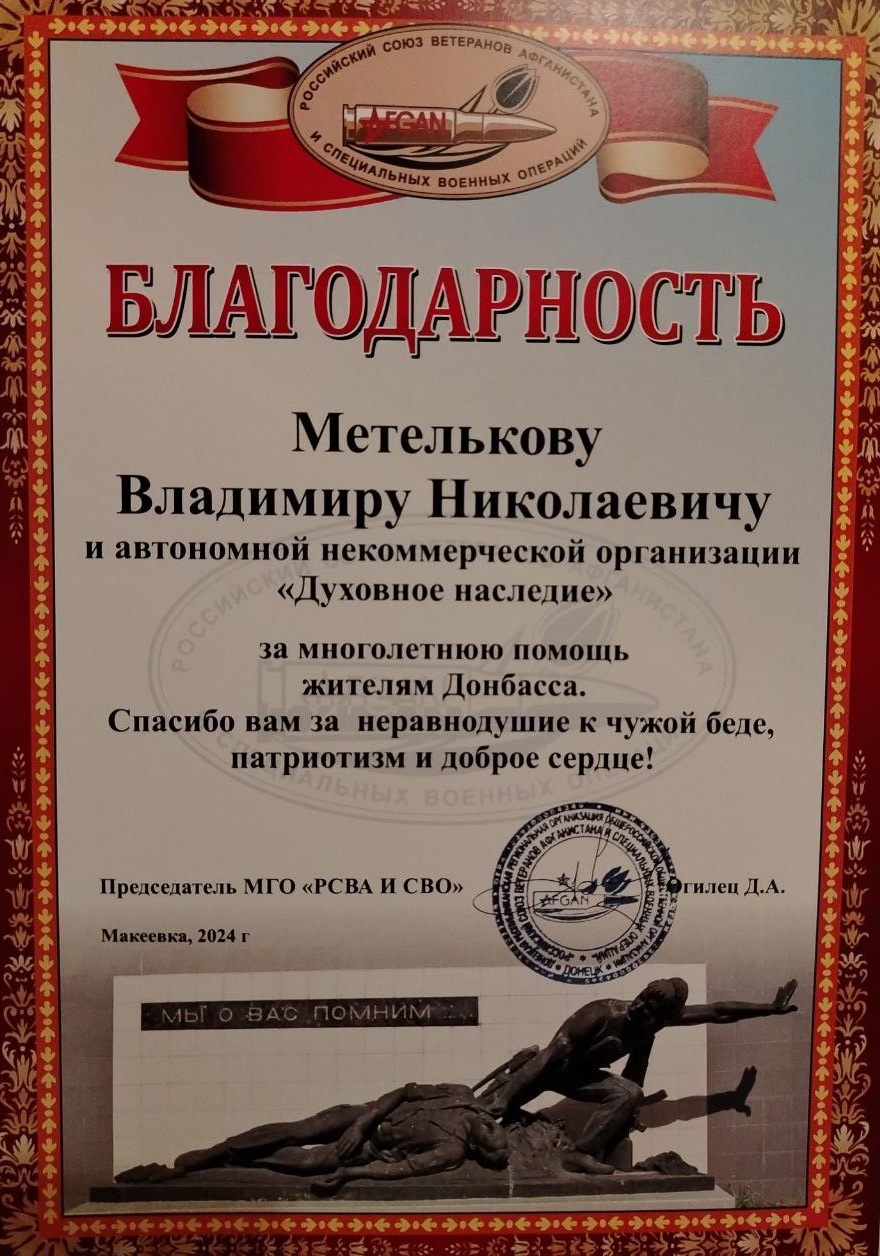 РОССИЙСКИЙ СОЮЗ ВЕТЕРАНОВ АФГАНИСТАНА
AFGAN
И СПЕЦИАЛЬНЫХ ВОЕННЫХ ОПЕРАЦИЙ
БЛАГОДАРНОСТЬ
Метелькову
Владимиру Николаевичу
и автономной некоммерческой организации
«Духовное наследие»
за многолетнюю помощь
жителям Донбасса.
Спасибо вам за неравнодушие к чужой беде,
патриотизм и доброе сердце!
Председатель МГО «РСВА И СВО»
AFGAN
ДОНЕЦК
Д.А.
Макеевка, 2024 г
МЫ О ВАС ПОМНИМ...